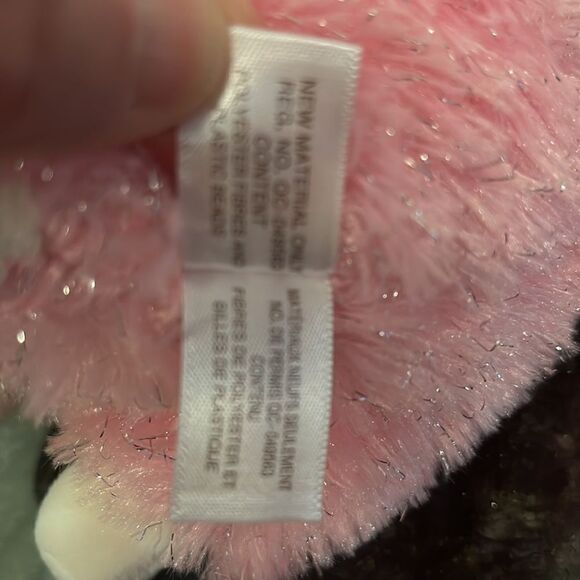 NEW MATERIAL ONLY
REG. NO. QC-
CONTENT
POLYESTER FIBRES AND
PLASTIC BEADS
MATERIAUX NEUFS SEULEMENT
NO. DE PERMIS QC.
CONTENU
FIBRES DE POLYESTER ET
BILLES DE PLASTIQUE